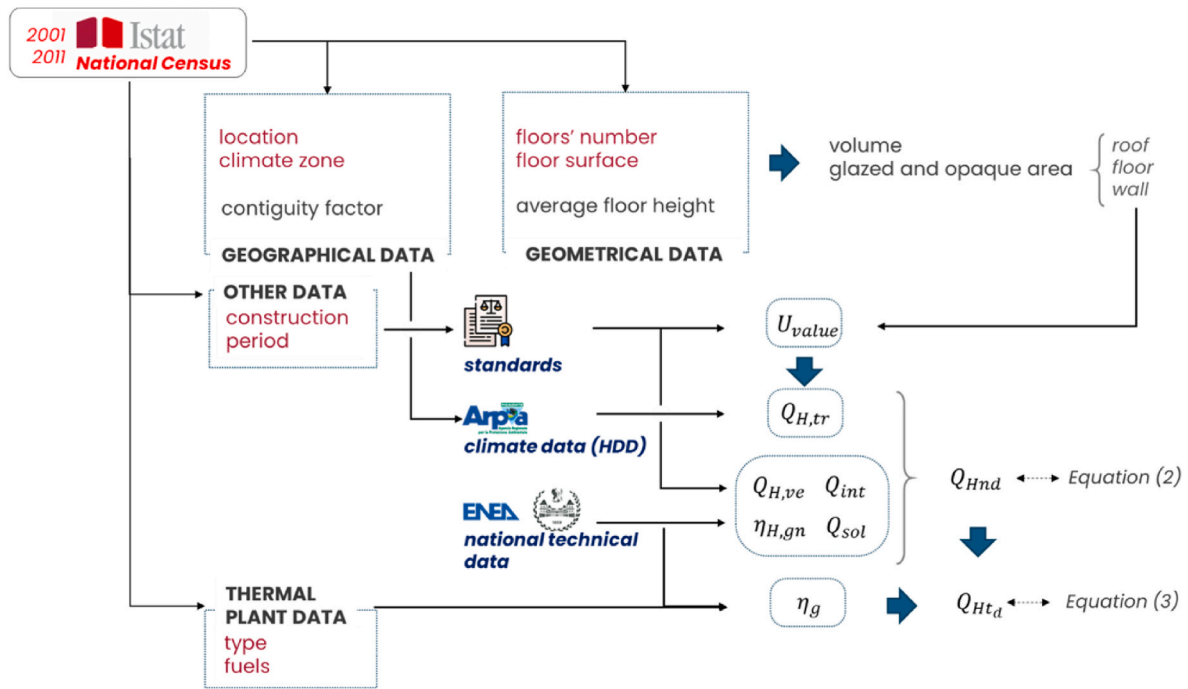 2001
2011
Istat
National Census
location
climate zone
contiguity factor
GEOGRAPHICAL DATA
floors' number
floor surface
average floor height
GEOMETRICAL DATA
volume
glazed and opaque area
roof
floor
wall
OTHER DATA
construction
period
standards
U_value
Arpa
climate data (HDD)
Q_H,tr
ENEA
national technical
data
Q_H,ve Q_int
η_H,gn Q_sol
Q_Hnd
Equation (2)
THERMAL
PLANT DATA
type
fuels
η_g
Q_Ht_d
Equation (3)